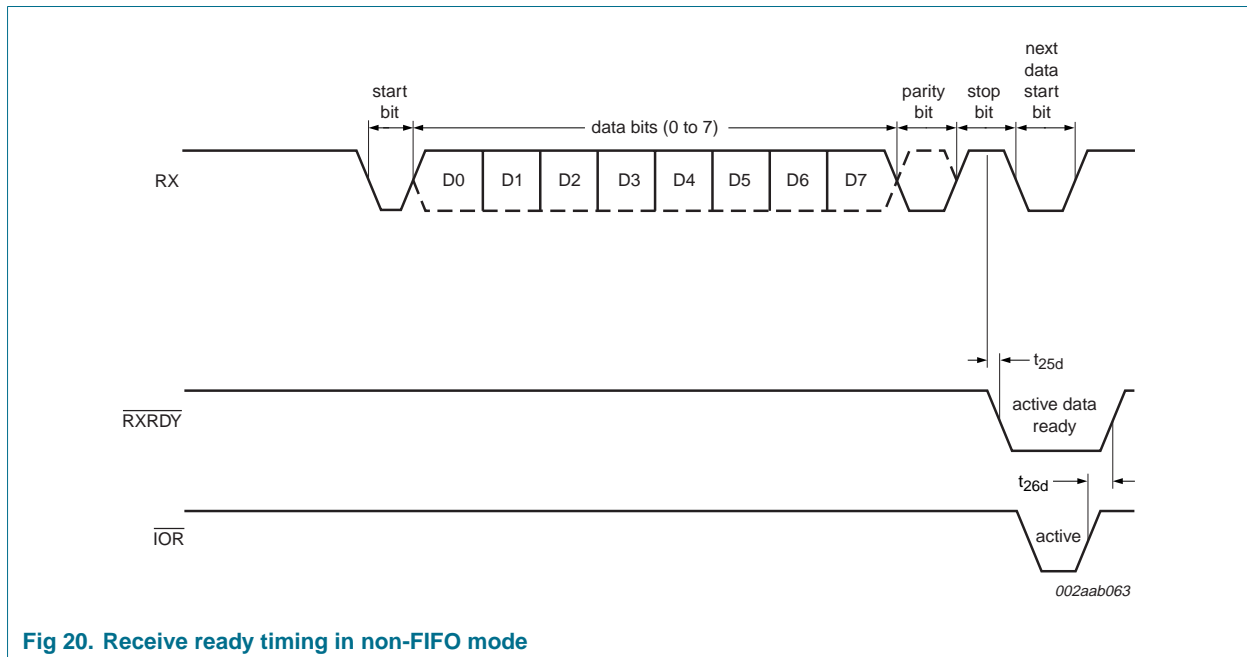 next
data
start
bit
start
bit
parity
bit
stop
bit
data bits (0 to 7)
RX
D0 D1 D2 D3 D4 D5 D6 D7
t25d
RXRDY
active data
ready
t26d
IOR
active
002aab063
Fig 20. Receive ready timing in non-FIFO mode